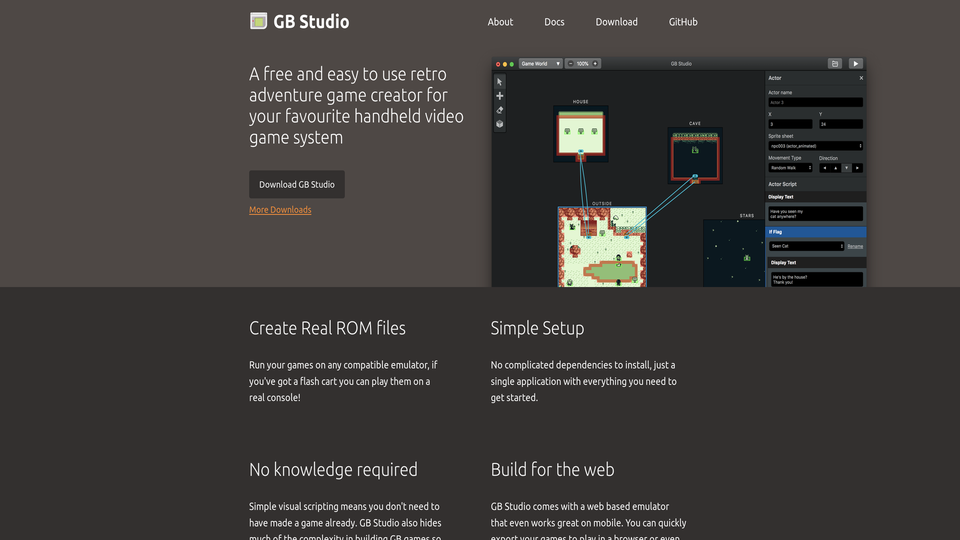 GB Studio
About
Docs
Download
GitHub
A free and easy to use retro
adventure game creator for
your favourite handheld video
game system
Download GB Studio
More Downloads
Game World
100%
GB Studio
HOUSE
CAVE
OUTSIDE
STARS
Actor
Actor name
Actor 3
X
Y
Sprite sheet
npc003 (actor_animated)
Movement Type
Direction
Random Walk
Actor Script
Display Text
Have you seen my
cat anywhere?
If Flag
Seen Cat
Rename
Display Text
He's by the house?
Thank you!
Create Real ROM files
Run your games on any compatible emulator, if
you've got a flash cart you can play them on a
real console!
Simple Setup
No complicated dependencies to install, just a
single application with everything you need to
get started.
No knowledge required
Simple visual scripting means you don't need to
have made a game already. GB Studio also hides
much of the complexity in building GB games so
Build for the web
GB Studio comes with a web based emulator
that even works great on mobile. You can quickly
export your games to play in a browser or even